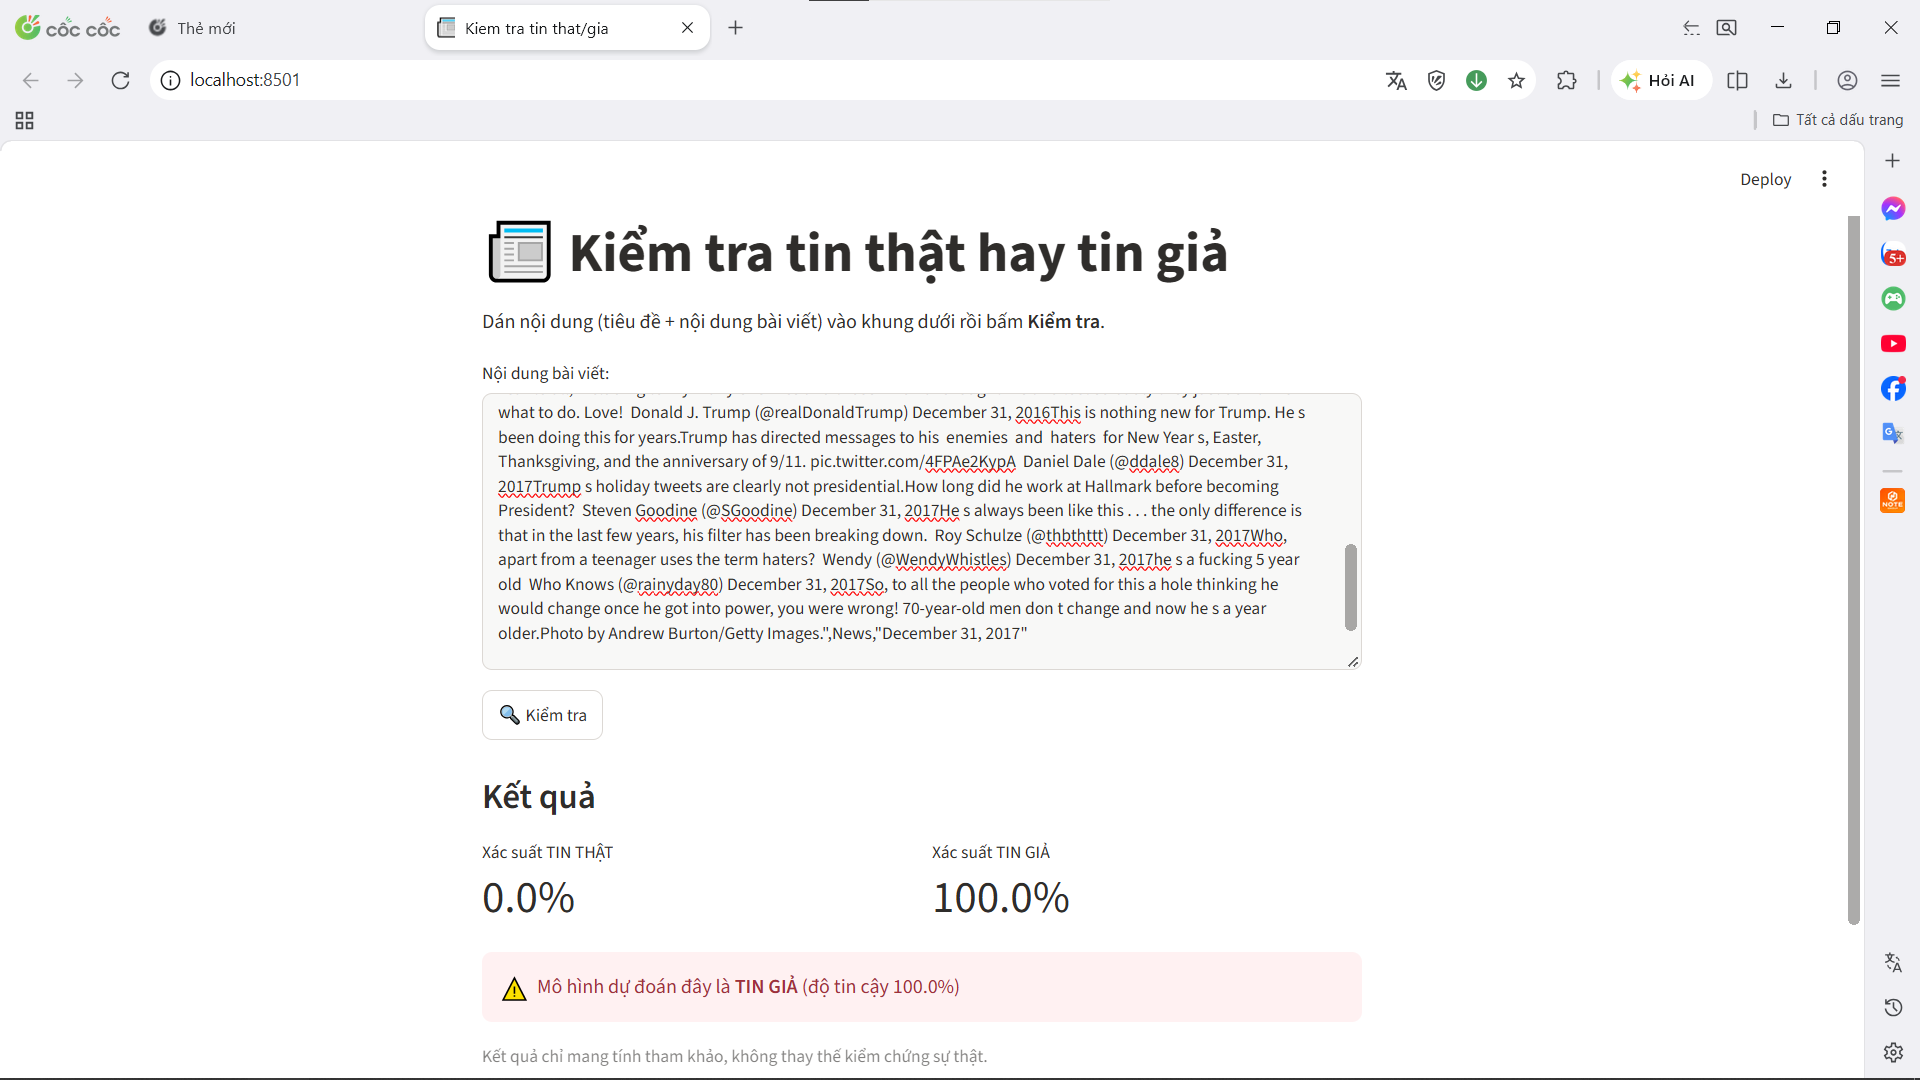 cốc cốc
Thẻ mới
Kiem tra tin that/gia
localhost:8501
Hỏi AI
Tất cả dấu trang
Deploy
5+
Kiểm tra tin thật hay tin giả
Dán nội dung (tiêu đề + nội dung bài viết) vào khung dưới rồi bấm Kiểm tra.
Nội dung bài viết:
what to do. Love!  Donald J. Trump (@realDonaldTrump) December 31, 2016This is nothing new for Trump. He s
been doing this for years.Trump has directed messages to his  enemies  and  haters  for New Year s, Easter,
Thanksgiving, and the anniversary of 9/11. pic.twitter.com/4FPAe2KypA  Daniel Dale (@ddale8) December 31,
2017Trump s holiday tweets are clearly not presidential.How long did he work at Hallmark before becoming
President?  Steven Goodine (@SGoodine) December 31, 2017He s always been like this . . . the only difference is
that in the last few years, his filter has been breaking down.  Roy Schulze (@thbthttt) December 31, 2017Who,
apart from a teenager uses the term haters?  Wendy (@WendyWhistles) December 31, 2017he s a fucking 5 year
old  Who Knows (@rainyday80) December 31, 2017So, to all the people who voted for this a hole thinking he
would change once he got into power, you were wrong! 70-year-old men don t change and now he s a year
older.Photo by Andrew Burton/Getty Images.",News,"December 31, 2017"
NOTE
Kiểm tra
Kết quả
Xác suất TIN THẬT
Xác suất TIN GIẢ
0.0%
100.0%
Mô hình dự đoán đây là TIN GIẢ (độ tin cậy 100.0%)
Kết quả chỉ mang tính tham khảo, không thay thế kiểm chứng sự thật.